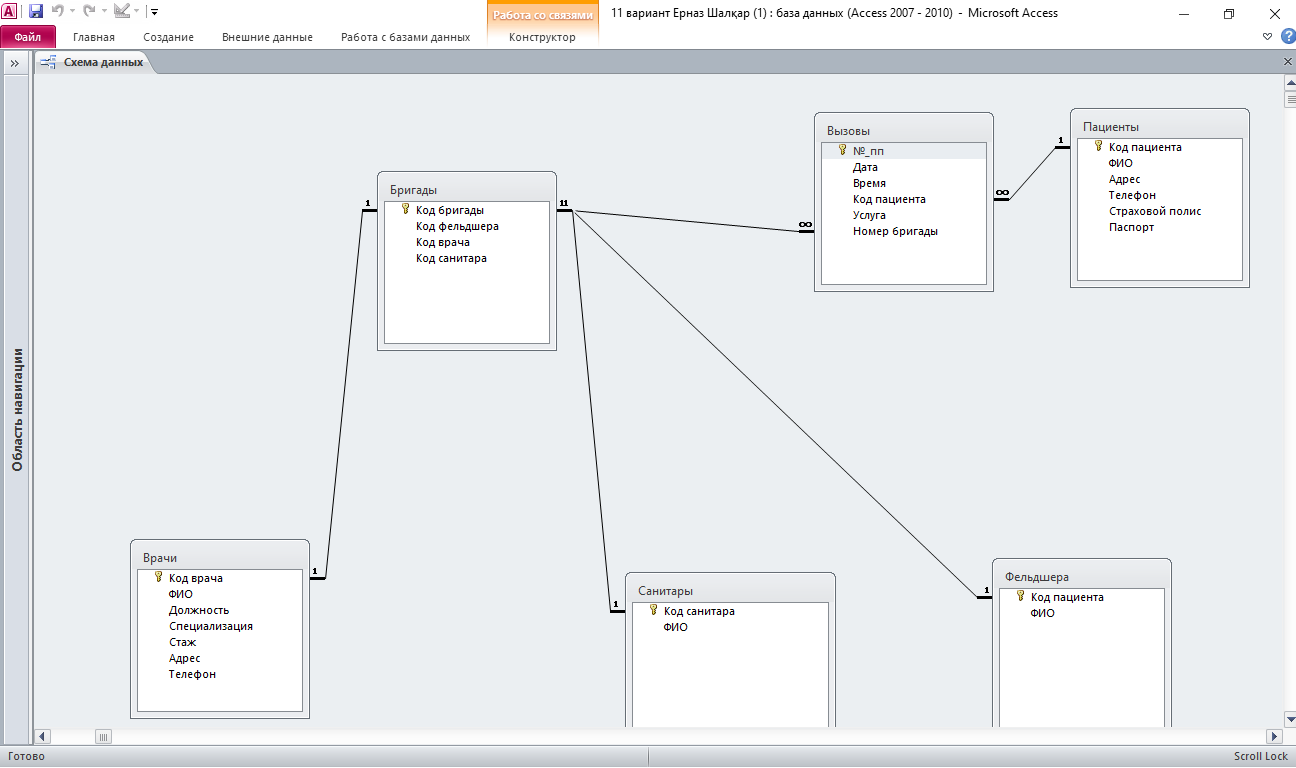 Работа со связями
11 вариант Ерназ Шалқар (1) : база данных (Access 2007 - 2010) - Microsoft Access
Файл
Главная
Создание
Внешние данные
Работа с базами данных
Конструктор
Схема данных
Область навигации
Вызовы
№_пп
Дата
Время
Код пациента
Услуга
Номер бригады
Пациенты
Код пациента
ФИО
Адрес
Телефон
Страховой полис
Паспорт
1
∞
Бригады
Код бригады
Код фельдшера
Код врача
Код санитара
1
11
∞
Врачи
Код врача
ФИО
Должность
Специализация
Стаж
Адрес
Телефон
1
Санитары
Код санитара
ФИО
1
Фельдшера
Код пациента
ФИО
1
Готово
Scroll Lock